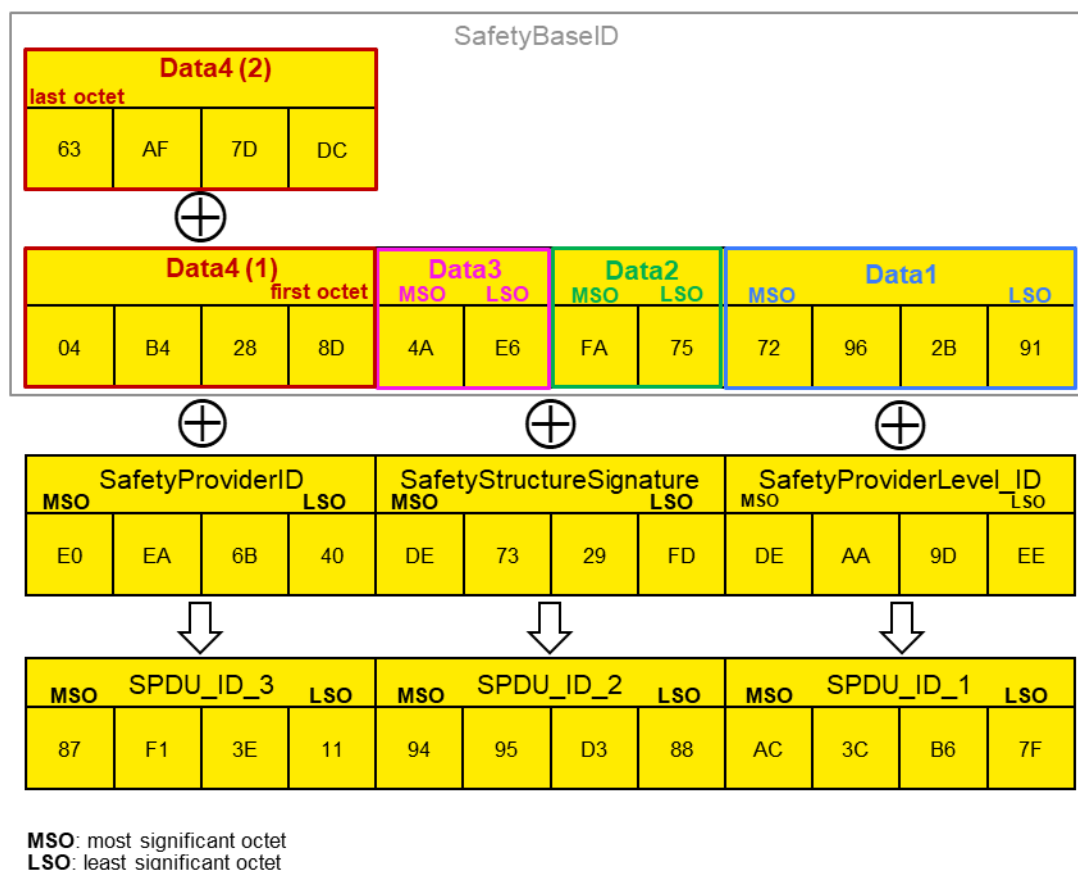 SafetyBaseID
Data4 (2)
last octet
63 AF 7D DC
Data4 (1) Data3 Data2 Data1
first octet MSO LSO MSO LSO MSO LSO
04 B4 28 8D 4A E6 FA 75 72 96 2B 91
SafetyProviderID SafetyStructureSignature SafetyProviderLevel_ID
MSO LSO MSO LSO MSO LSO
E0 EA 6B 40 DE 73 29 FD DE AA 9D EE
MSO SPDU_ID_3 LSO MSO SPDU_ID_2 LSO MSO SPDU_ID_1 LSO
87 F1 3E 11 94 95 D3 88 AC 3C B6 7F
MSO: most significant octet
LSO: least significant octet